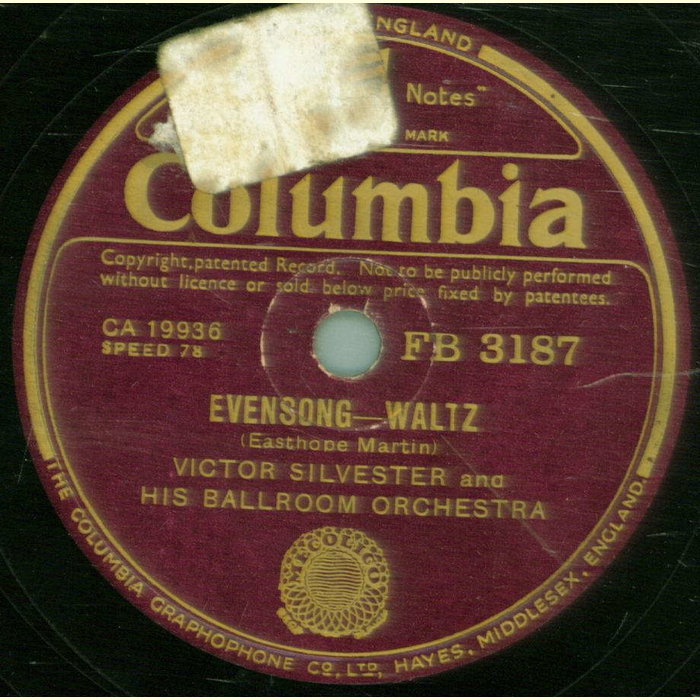 ENGLAND
Notes"
MARK
Columbia
Copyright, patented Record. Not to be publicly performed
without licence or sold below price fixed by patentees.
CA 19936
SPEED 78
FB 3187
EVENSONG—WALTZ
(Easthope Martin)
VICTOR SILVESTER and
HIS BALLROOM ORCHESTRA
THE COLUMBIA GRAPHOPHONE CO., LTD, HAYES, MIDDLESEX, ENGLAND.